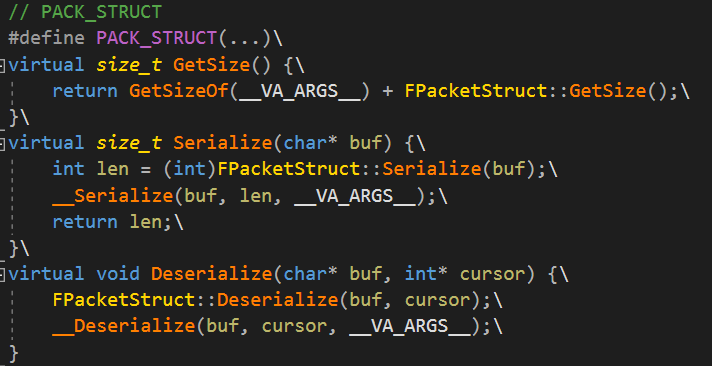 // PACK_STRUCT
#define PACK_STRUCT(...)\
virtual size_t GetSize() {\
    return GetSizeOf(__VA_ARGS__) + FPacketStruct::GetSize();\
}\
virtual size_t Serialize(char* buf) {\
    int len = (int)FPacketStruct::Serialize(buf);\
    __Serialize(buf, len, __VA_ARGS__);\
    return len;\
}\
virtual void Deserialize(char* buf, int* cursor) {\
    FPacketStruct::Deserialize(buf, cursor);\
    __Deserialize(buf, cursor, __VA_ARGS__);\
}